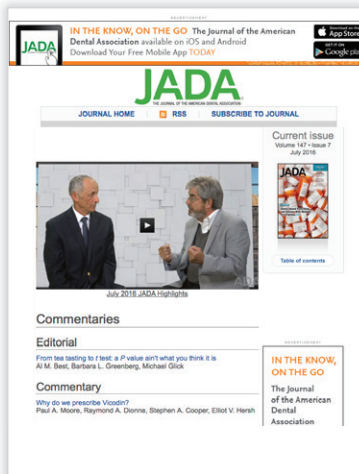 ADVERTISEMENT
IN THE KNOW, ON THE GO The Journal of the American
Dental Association available on iOS and Android
Download Your Free Mobile App TODAY
JADA
App Store
Google play
JADA
THE JOURNAL OF THE AMERICAN DENTAL ASSOCIATION
JOURNAL HOME RSS SUBSCRIBE TO JOURNAL
Current issue
Volume 147 • Issue 7
July 2016
JADA
Table of contents
ADA
July 2016 JADA Highlights
Commentaries
Editorial
From tea tasting to t test: a P value ain't what you think it is
Al M. Best, Barbara L. Greenberg, Michael Glick
Commentary
Why do we prescribe Vicodin?
Paul A. Moore, Raymond A. Dionne, Stephen A. Cooper, Elliot V. Hersh
ADVERTISEMENT
IN THE KNOW,
ON THE GO
The Journal
of the American
Dental
Association